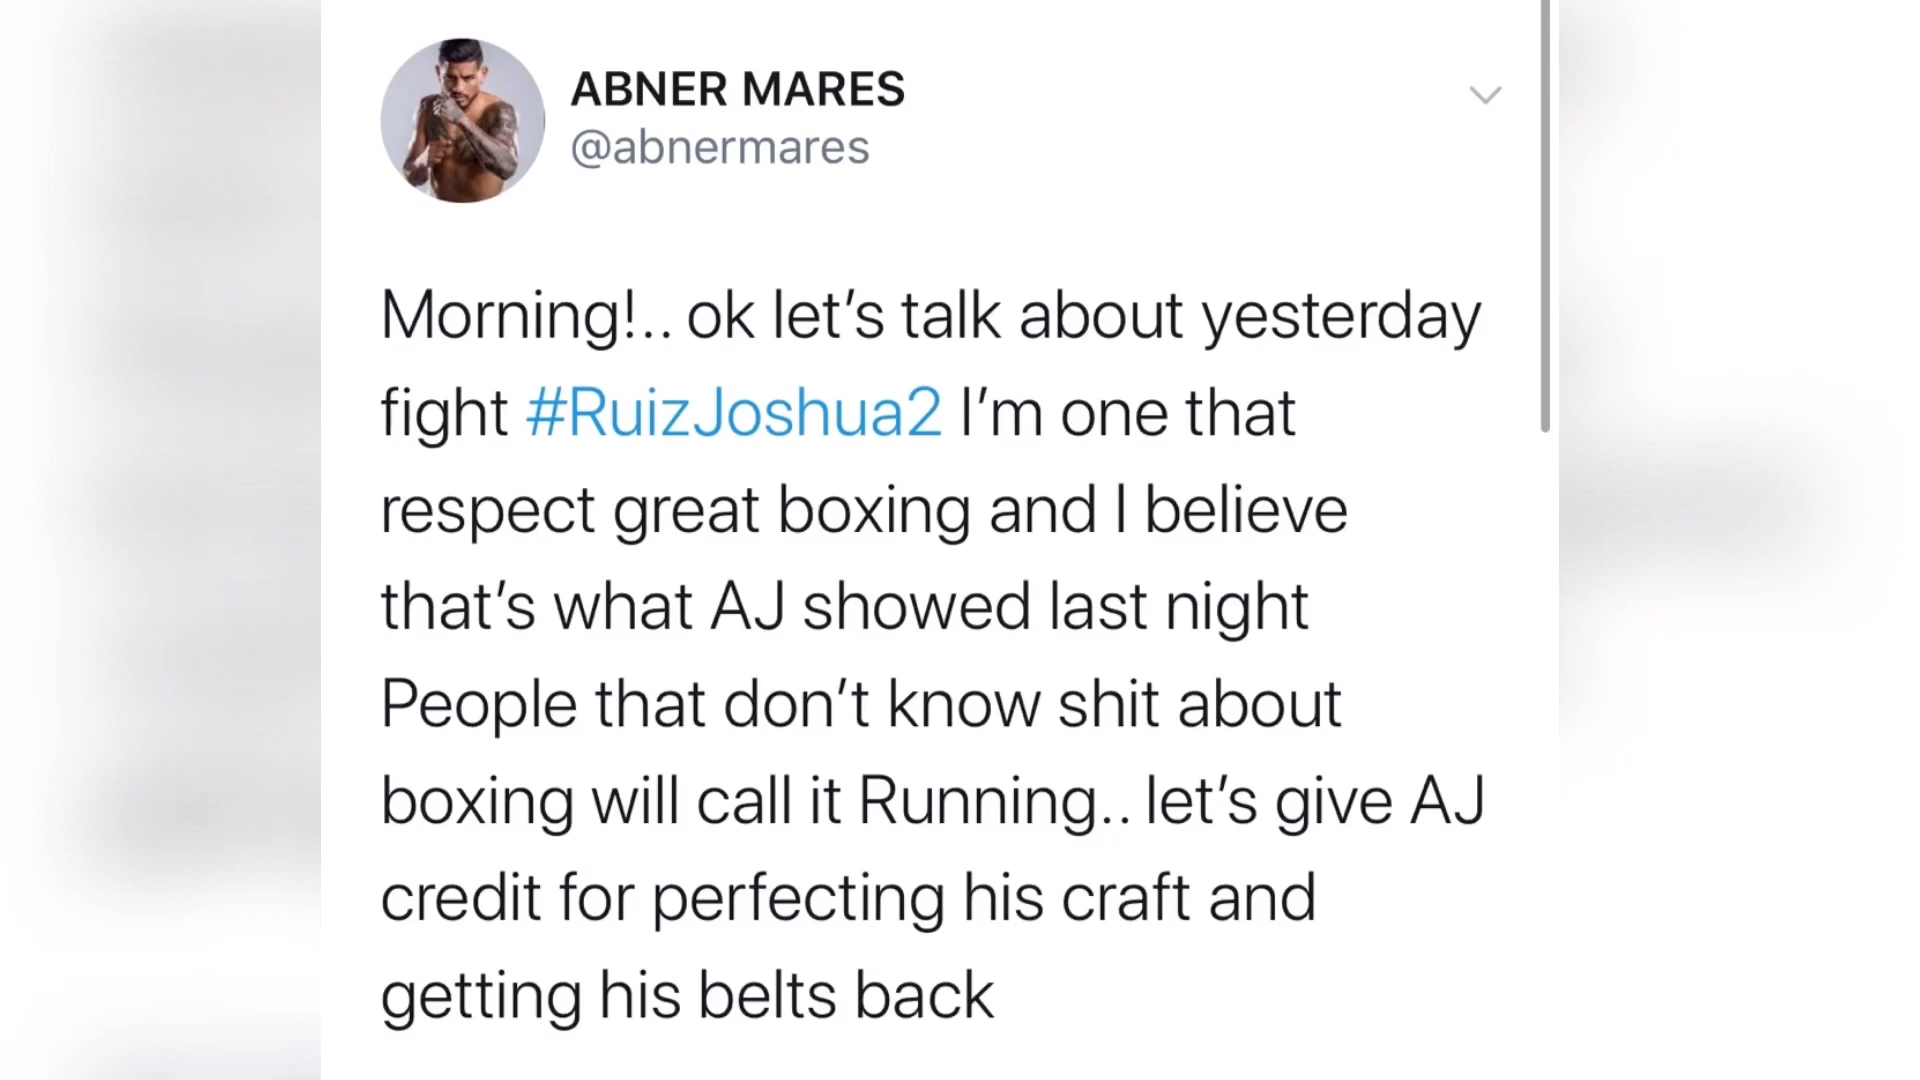 ABNER MARES
@abnermares
Morning!.. ok let’s talk about yesterday
fight #RuizJoshua2 I’m one that
respect great boxing and I believe
that’s what AJ showed last night
People that don’t know shit about
boxing will call it Running.. let’s give AJ
credit for perfecting his craft and
getting his belts back